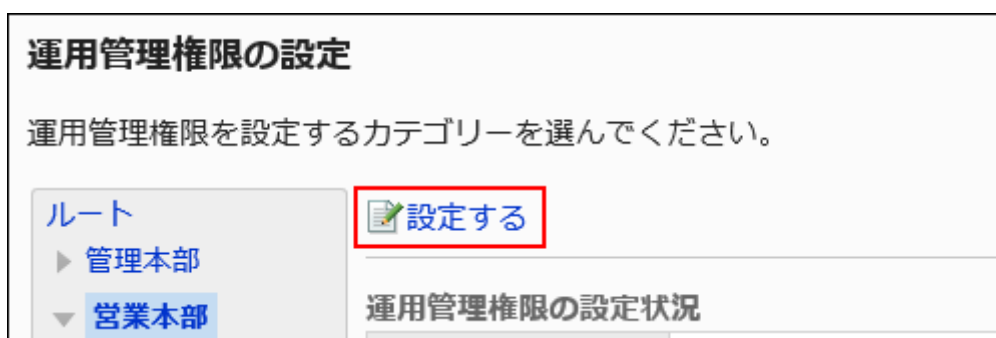 運用管理権限の設定
運用管理権限を設定するカテゴリーを選んでください。
ルート
管理本部
営業本部
設定する
運用管理権限の設定状況